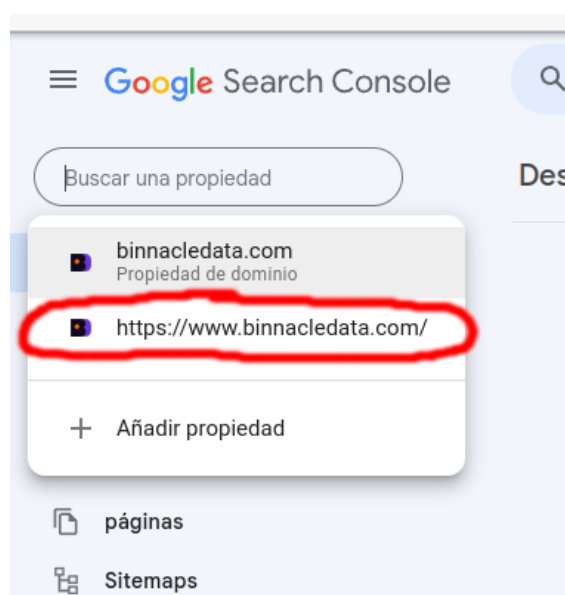 Google Search Console
Buscar una propiedad
Des
binnacledata.com
Propiedad de dominio
https://www.binnacledata.com/
Añadir propiedad
páginas
Sitemaps